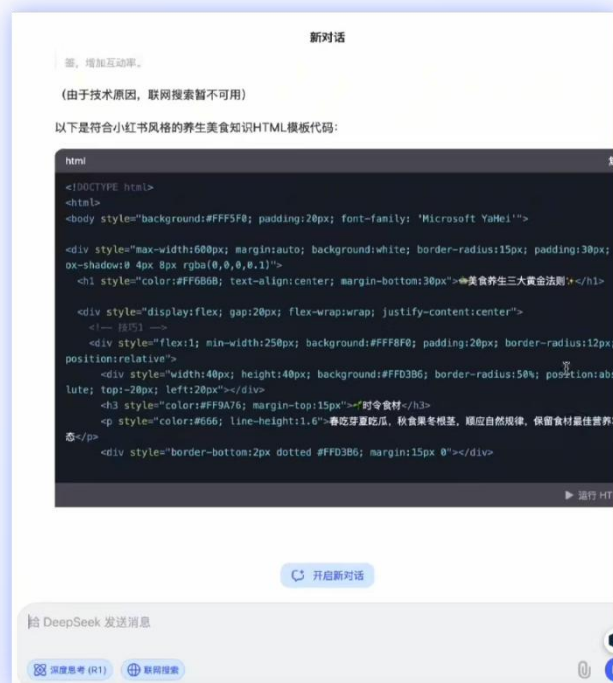 新对话
签，增加互动率。
（由于技术原因，联网搜索暂不可用）
以下是符合小红书风格的养生美食知识HTML模板代码：
html
<!DOCTYPE html>
<html>
<body style="background:#FFF5F0; padding:20px; font-family: 'Microsoft YaHei'">
<div style="max-width:600px; margin:auto; background:white; border-radius:15px; padding:30px;
ox-shadow:0 4px 8px rgba(0,0,0,0.1)">
<h1 style="color:#FF6B6B; text-align:center; margin-bottom:30px">🍲美食养生三大黄金法则✨</h1>
<div style="display:flex; gap:20px; flex-wrap:wrap; justify-content:center">
<!-- 技巧1 -->
<div style="flex:1; min-width:250px; background:#FFF8F0; padding:20px; border-radius:12px;
position:relative">
<div style="width:40px; height:40px; background:#FFD3B6; border-radius:50%; position:abs
lute; top:-20px; left:20px"></div>
<h3 style="color:#FF9A76; margin-top:15px">🌱时令食材</h3>
<p style="color:#666; line-height:1.6">春吃芽夏吃瓜，秋食果冬根茎，顺应自然规律，保留食材最佳营养
态</p>
<div style="border-bottom:2px dotted #FFD3B6; margin:15px 0"></div>
▶ 运行 HT
开启新对话
给 DeepSeek 发送消息
深度思考 (R1) 联网搜索